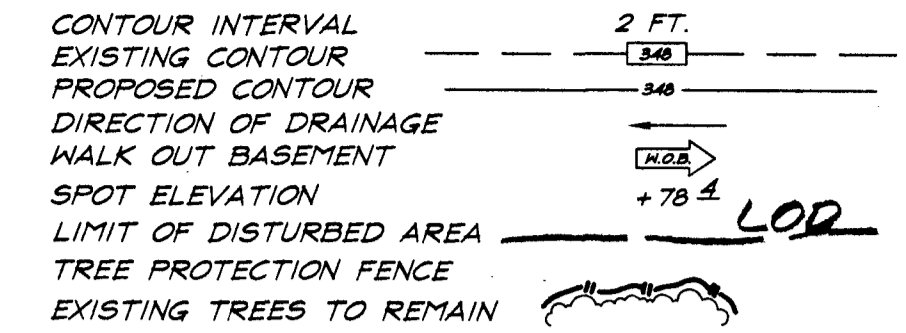 CONTOUR INTERVAL 2 FT.
EXISTING CONTOUR 348
PROPOSED CONTOUR 348
DIRECTION OF DRAINAGE
WALK OUT BASEMENT W.O.B.
SPOT ELEVATION +78 4
LIMIT OF DISTURBED AREA LOD
TREE PROTECTION FENCE
EXISTING TREES TO REMAIN